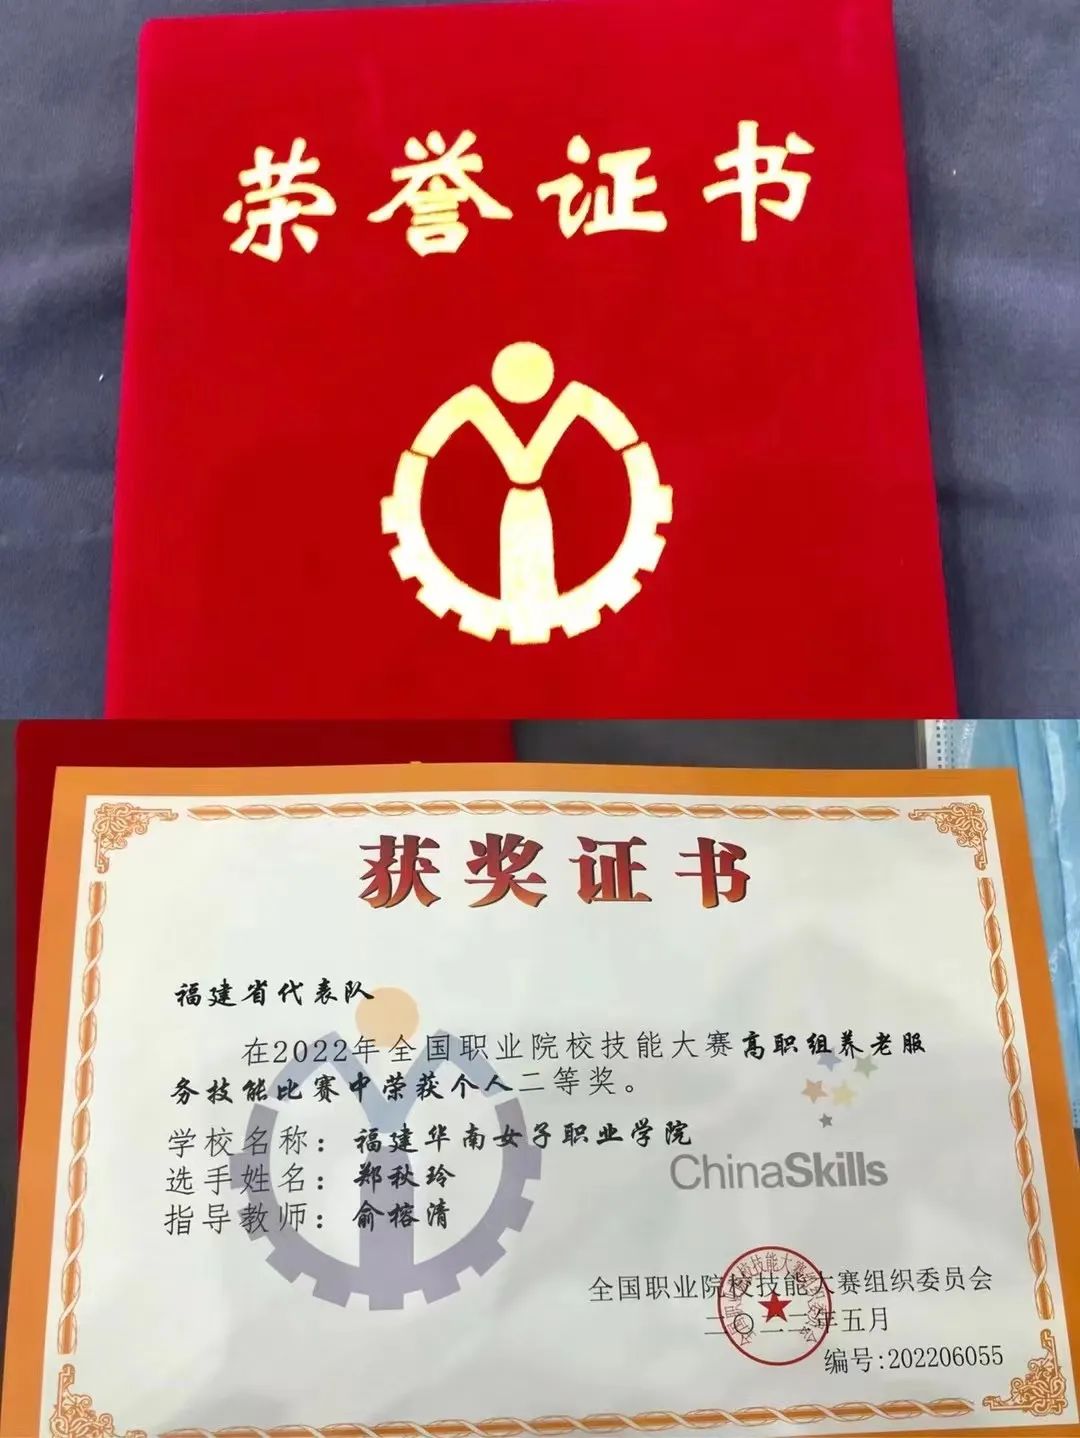 荣誉证书
获奖证书
福建省代表队
在2022年全国职业院校技能大赛高职组养老服
务技能比赛中荣获个人二等奖。
学校名称：福建华南女子职业学院
选手姓名：郑秋玲
指导教师：俞榕清
ChinaSkills
全国职业院校技能大赛组织委员会
二〇二二年五月
编号:202206055